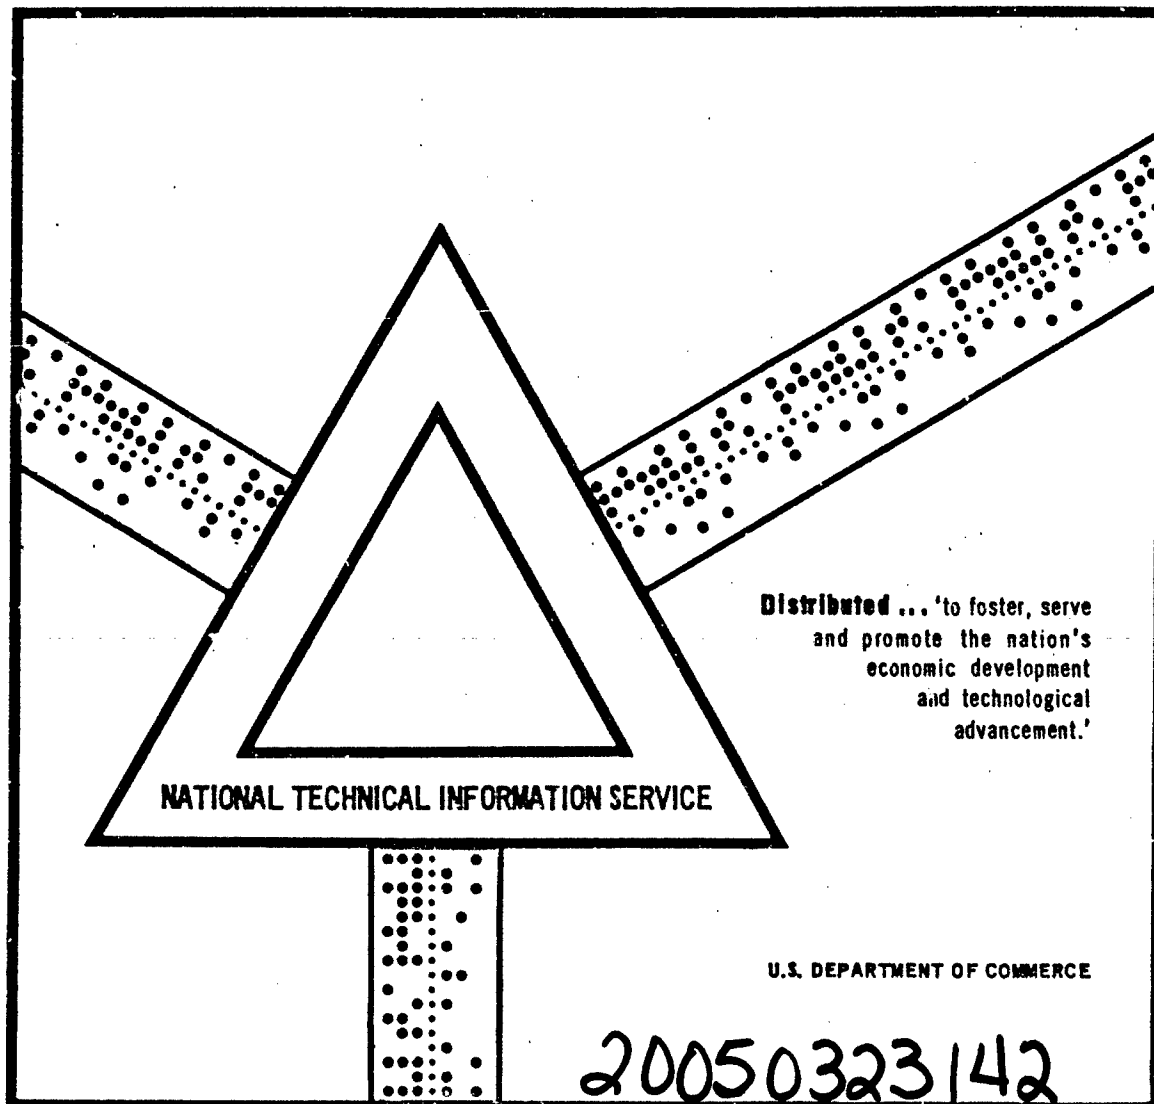 Distributed ... 'to foster, serve
and promote the nation's
economic development
and technological
advancement.'
NATIONAL TECHNICAL INFORMATION SERVICE
U.S. DEPARTMENT OF COMMERCE
20050323142